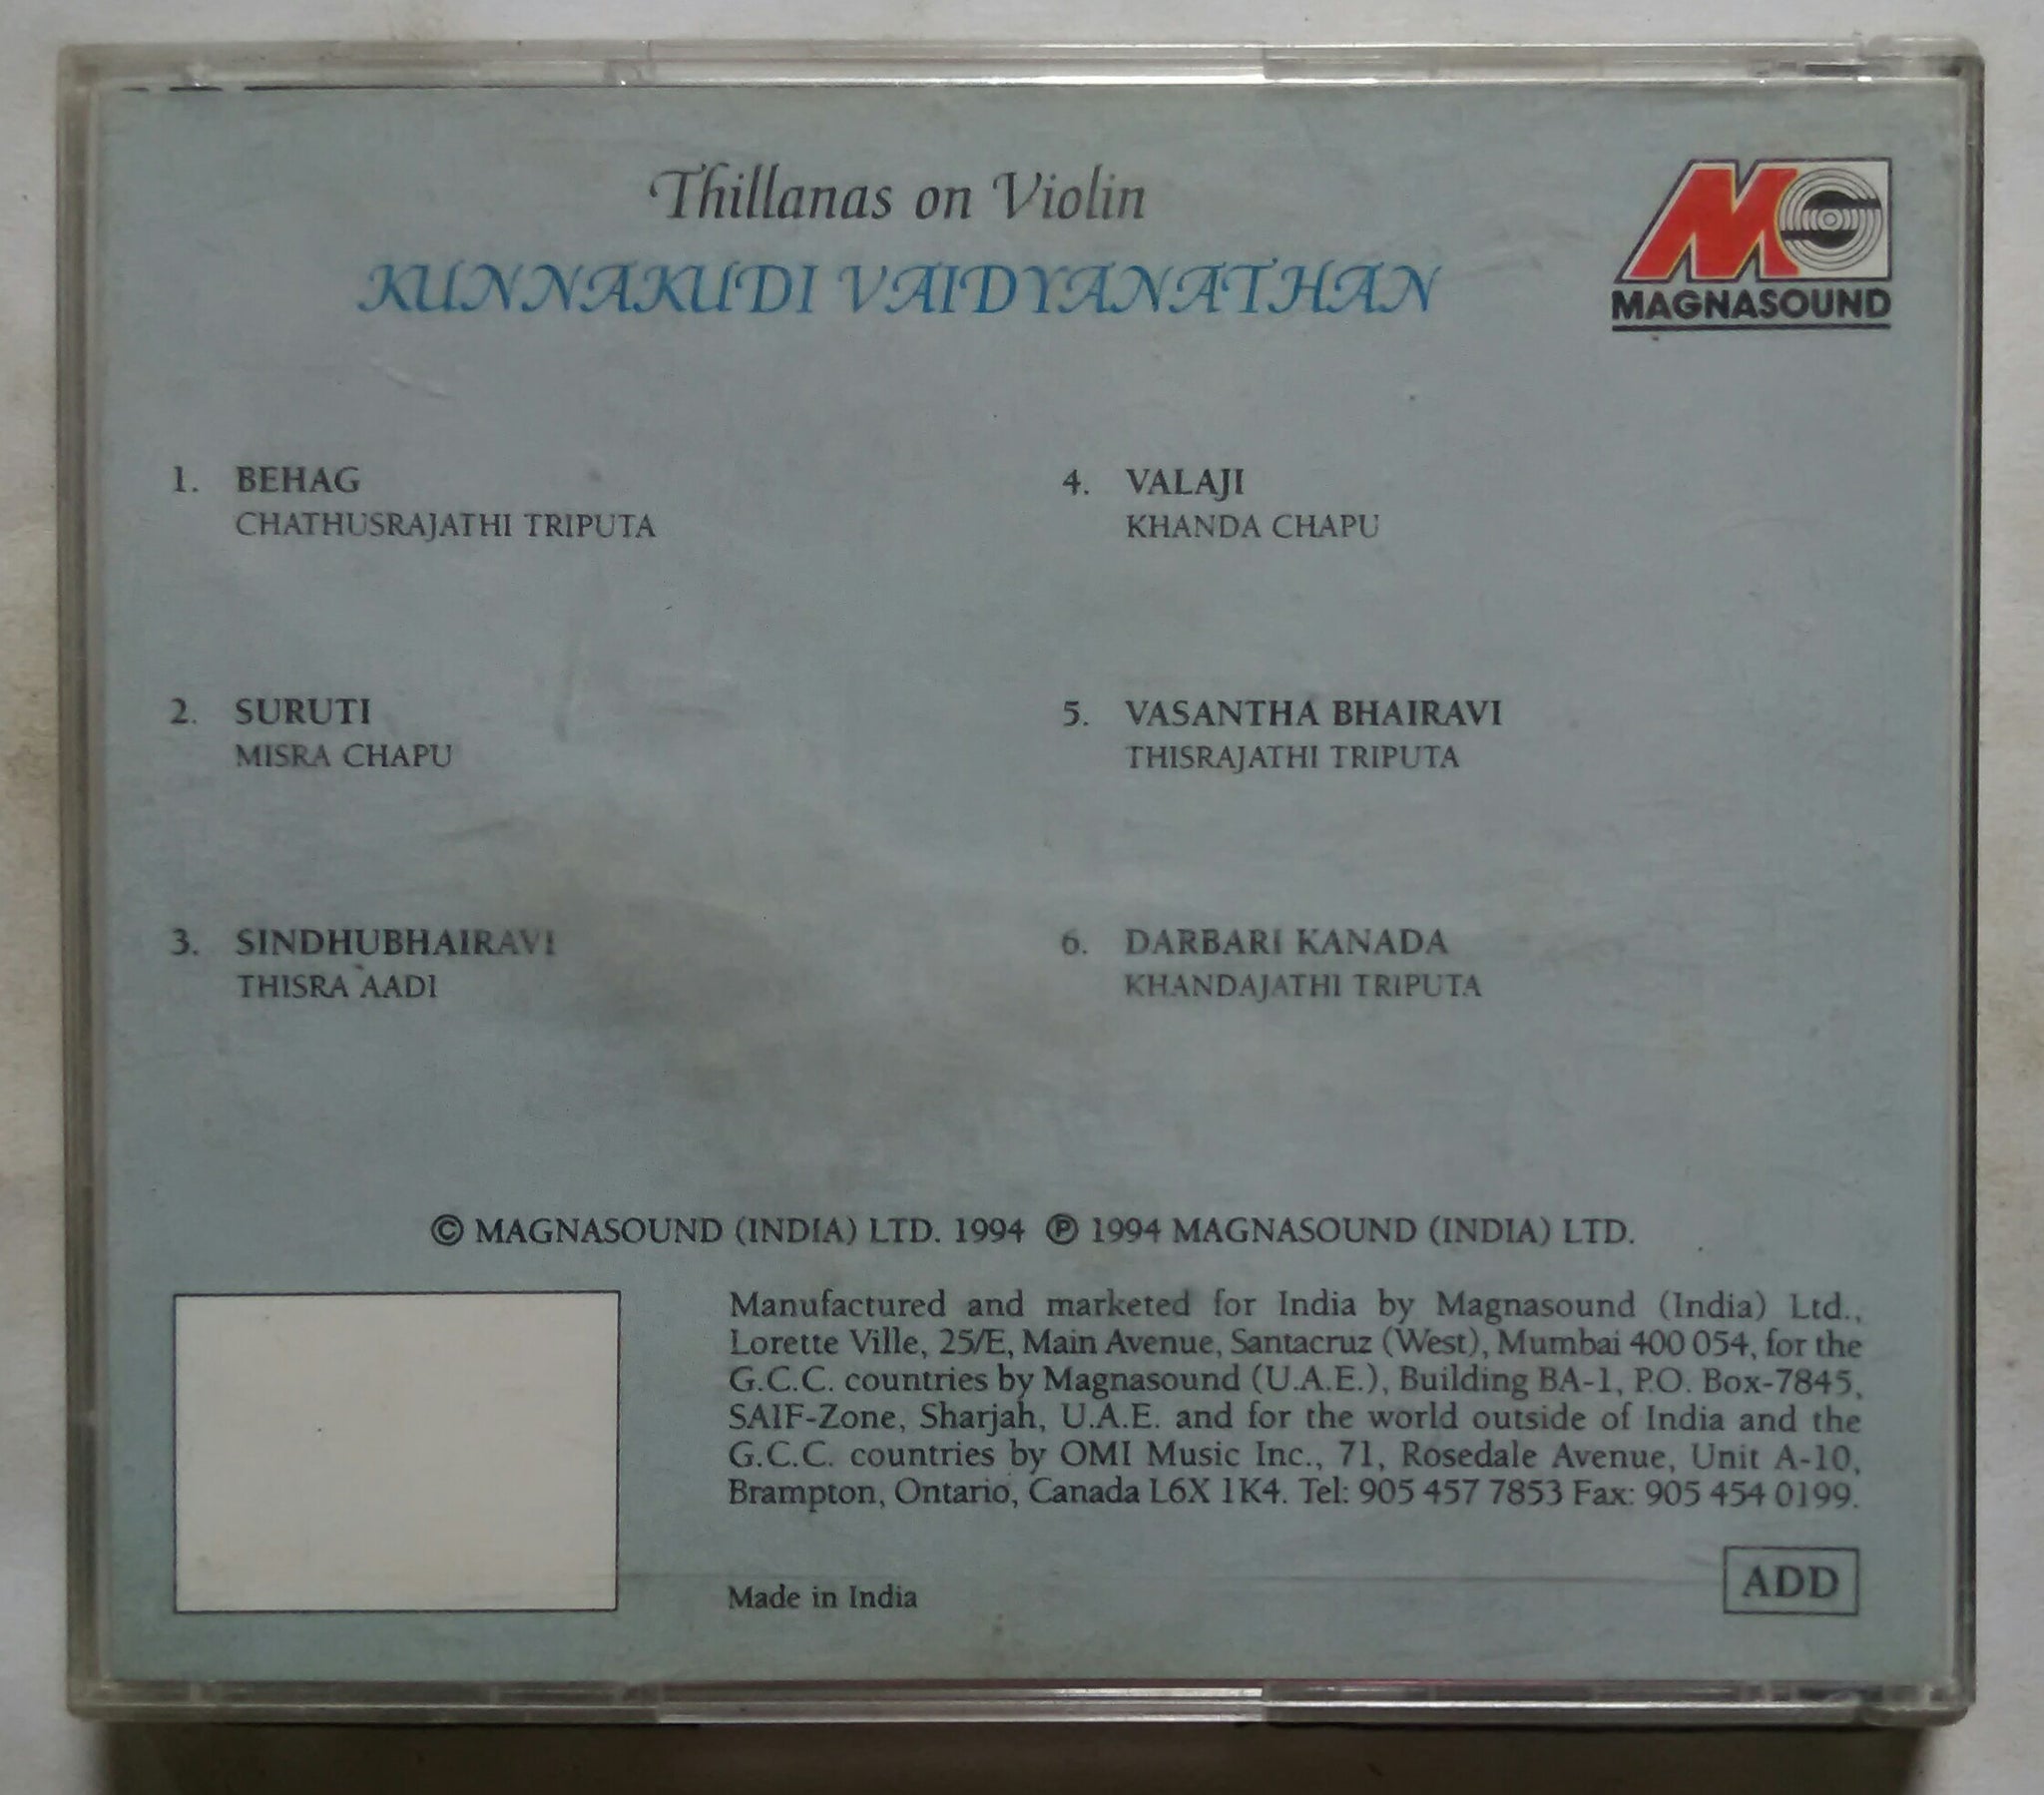 Thillanas on Violin
KUNNAKUDI VAIDYANATHAN
MAGNASOUND
1. BEHAG
CHATHUSRAJATHI TRIPUTA
2. SURUTI
MISRA CHAPU
3. SINDHUBHAIRAVI
THISRA AADI
4. VALAJI
KHANDA CHAPU
5. VASANTHA BHAIRAVI
THISRAJATHI TRIPUTA
6. DARBARI KANADA
KHANDAJATHI TRIPUTA
© MAGNASOUND (INDIA) LTD. 1994 ℗ 1994 MAGNASOUND (INDIA) LTD.
Manufactured and marketed for India by Magnasound (India) Ltd.,
Lorette Ville, 25/E, Main Avenue, Santacruz (West), Mumbai 400 054, for the
G.C.C. countries by Magnasound (U.A.E.), Building BA-1, P.O. Box-7845,
SAIF-Zone, Sharjah, U.A.E. and for the world outside of India and the
G.C.C. countries by OMI Music Inc., 71, Rosedale Avenue, Unit A-10,
Brampton, Ontario, Canada L6X 1K4. Tel: 905 457 7853 Fax: 905 454 0199.
Made in India
ADD